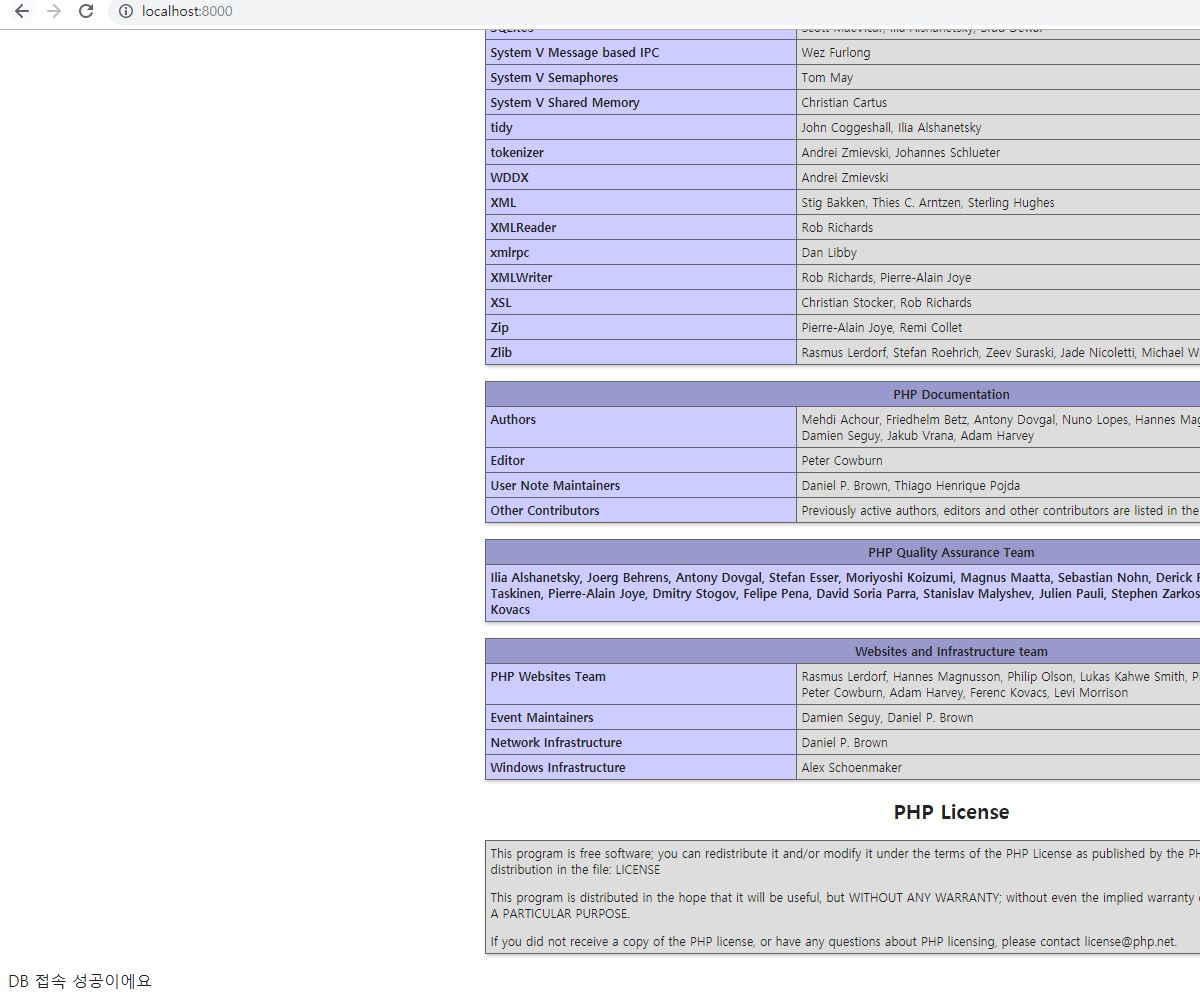 localhost:8000
System V Message based IPC Wez Furlong
System V Semaphores Tom May
System V Shared Memory Christian Cartus
tidy John Coggeshall, Ilia Alshanetsky
tokenizer Andrei Zmievski, Johannes Schlueter
WDDX Andrei Zmievski
XML Stig Bakken, Thies C. Arntzen, Sterling Hughes
XMLReader Rob Richards
xmlrpc Dan Libby
XMLWriter Rob Richards, Pierre-Alain Joye
XSL Christian Stocker, Rob Richards
Zip Pierre-Alain Joye, Remi Collet
Zlib Rasmus Lerdorf, Stefan Roehrich, Zeev Suraski, Jade Nicoletti, Michael
PHP Documentation
Authors Mehdi Achour, Friedhelm Betz, Antony Dovgal, Nuno Lopes, Hannes
Damien Seguy, Jakub Vrana, Adam Harvey
Editor Peter Cowburn
User Note Maintainers Daniel P. Brown, Thiago Henrique Pojda
Other Contributors Previously active authors, editors and other contributors are listed in the
PHP Quality Assurance Team
Ilia Alshanetsky, Joerg Behrens, Antony Dovgal, Stefan Esser, Moriyoshi Koizumi, Magnus Maatta, Sebastian Nohn, Derick
Taskinen, Pierre-Alain Joye, Dmitry Stogov, Felipe Pena, David Soria Parra, Stanislav Malyshev, Julien Pauli, Stephen Zarkos
Kovacs
Websites and Infrastructure team
PHP Websites Team Rasmus Lerdorf, Hannes Magnusson, Philip Olson, Lukas Kahwe Smith,
Peter Cowburn, Adam Harvey, Ferenc Kovacs, Levi Morrison
Event Maintainers Damien Seguy, Daniel P. Brown
Network Infrastructure Daniel P. Brown
Windows Infrastructure Alex Schoenmaker
PHP License
This program is free software; you can redistribute it and/or modify it under the terms of the PHP License as published by the
distribution in the file: LICENSE
This program is distributed in the hope that it will be useful, but WITHOUT ANY WARRANTY; without even the implied warranty
A PARTICULAR PURPOSE.
If you did not receive a copy of the PHP license, or have any questions about PHP licensing, please contact license@php.net.
DB 접속 성공이에요